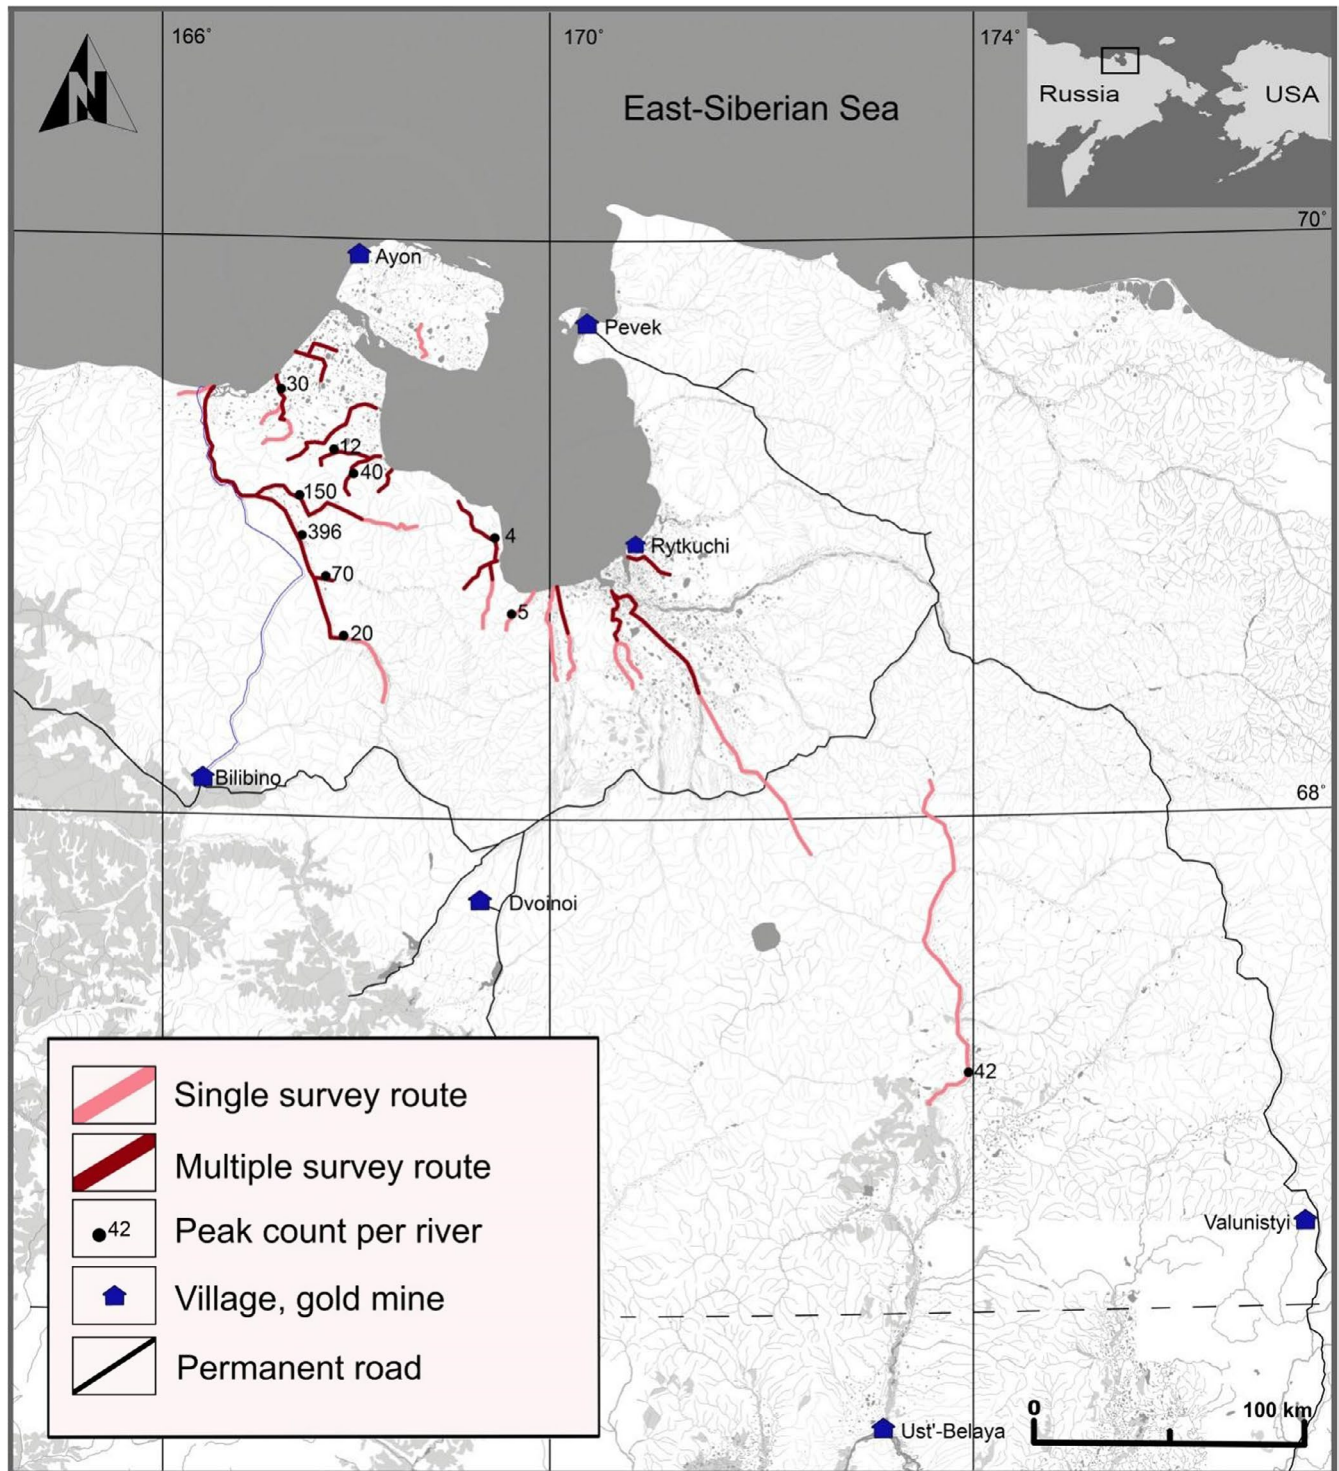 166°
170°
174°
N
East-Siberian Sea
Russia
USA
70°
Ayon
Pevek
30
12
40
150
396
4
Rytkuchi
70
5
20
Bilibino
68°
Dvoinoi
42
Single survey route
Multiple survey route
42
Peak count per river
Village, gold mine
Permanent road
Valunistyi
0
100 km
Ust'-Belaya